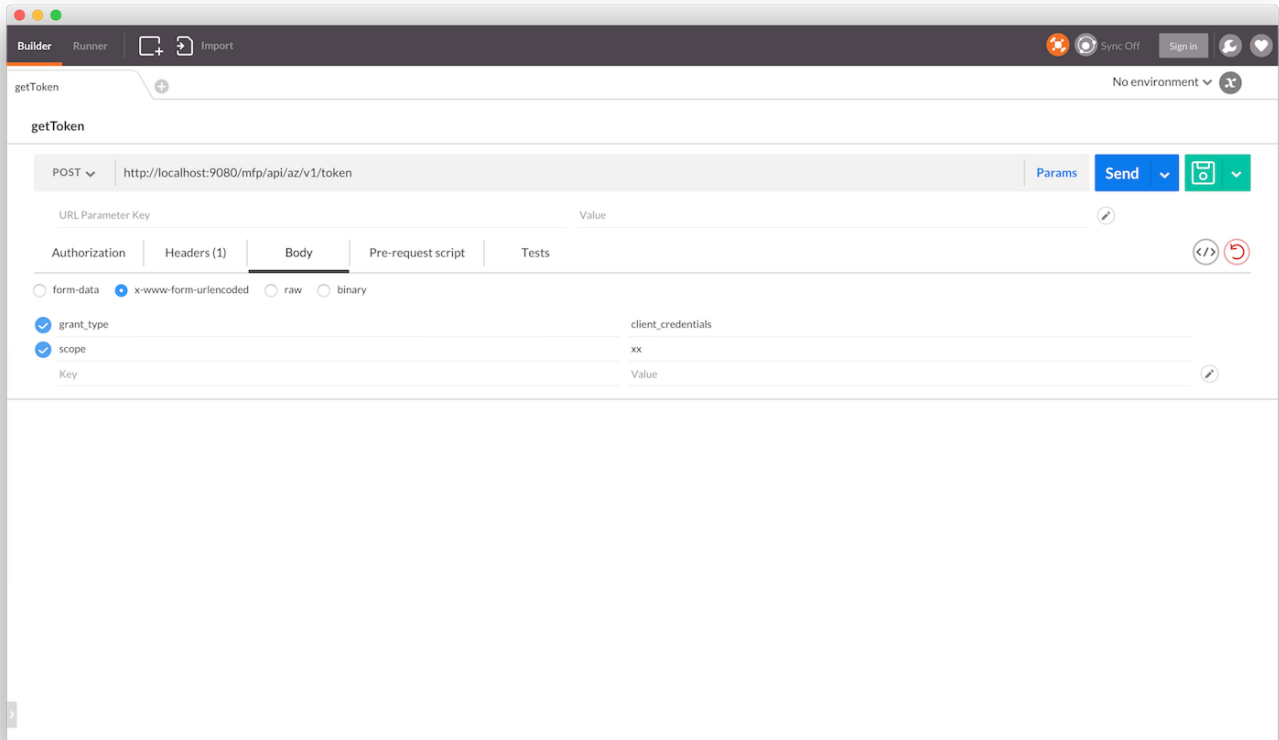 Builder Runner Import Sync Off Sign in
getToken No environment x
getToken
POST http://localhost:9080/mfp/api/az/v1/token Params Send
URL Parameter Key Value
Authorization Headers (1) Body Pre-request script Tests </>
form-data x-www-form-urlencoded raw binary
grant_type client_credentials
scope xx
Key Value